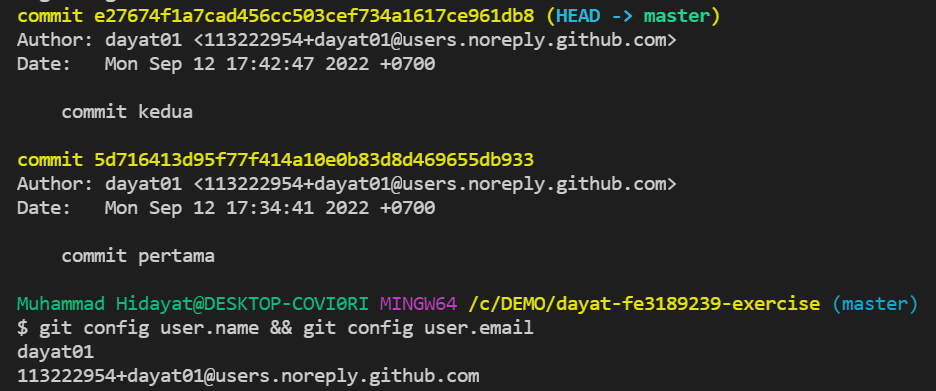 commit e27674f1a7cad456cc503cef734a1617ce961db8 (HEAD -> master)
Author: dayat01 <113222954+dayat01@users.noreply.github.com>
Date:   Mon Sep 12 17:42:47 2022 +0700
commit kedua
commit 5d716413d95f77f414a10e0b83d8d469655db933
Author: dayat01 <113222954+dayat01@users.noreply.github.com>
Date:   Mon Sep 12 17:34:41 2022 +0700
commit pertama
Muhammad Hidayat@DESKTOP-COVI0RI MINGW64 /c/DEMO/dayat-fe3189239-exercise (master)
$ git config user.name && git config user.email
dayat01
113222954+dayat01@users.noreply.github.com